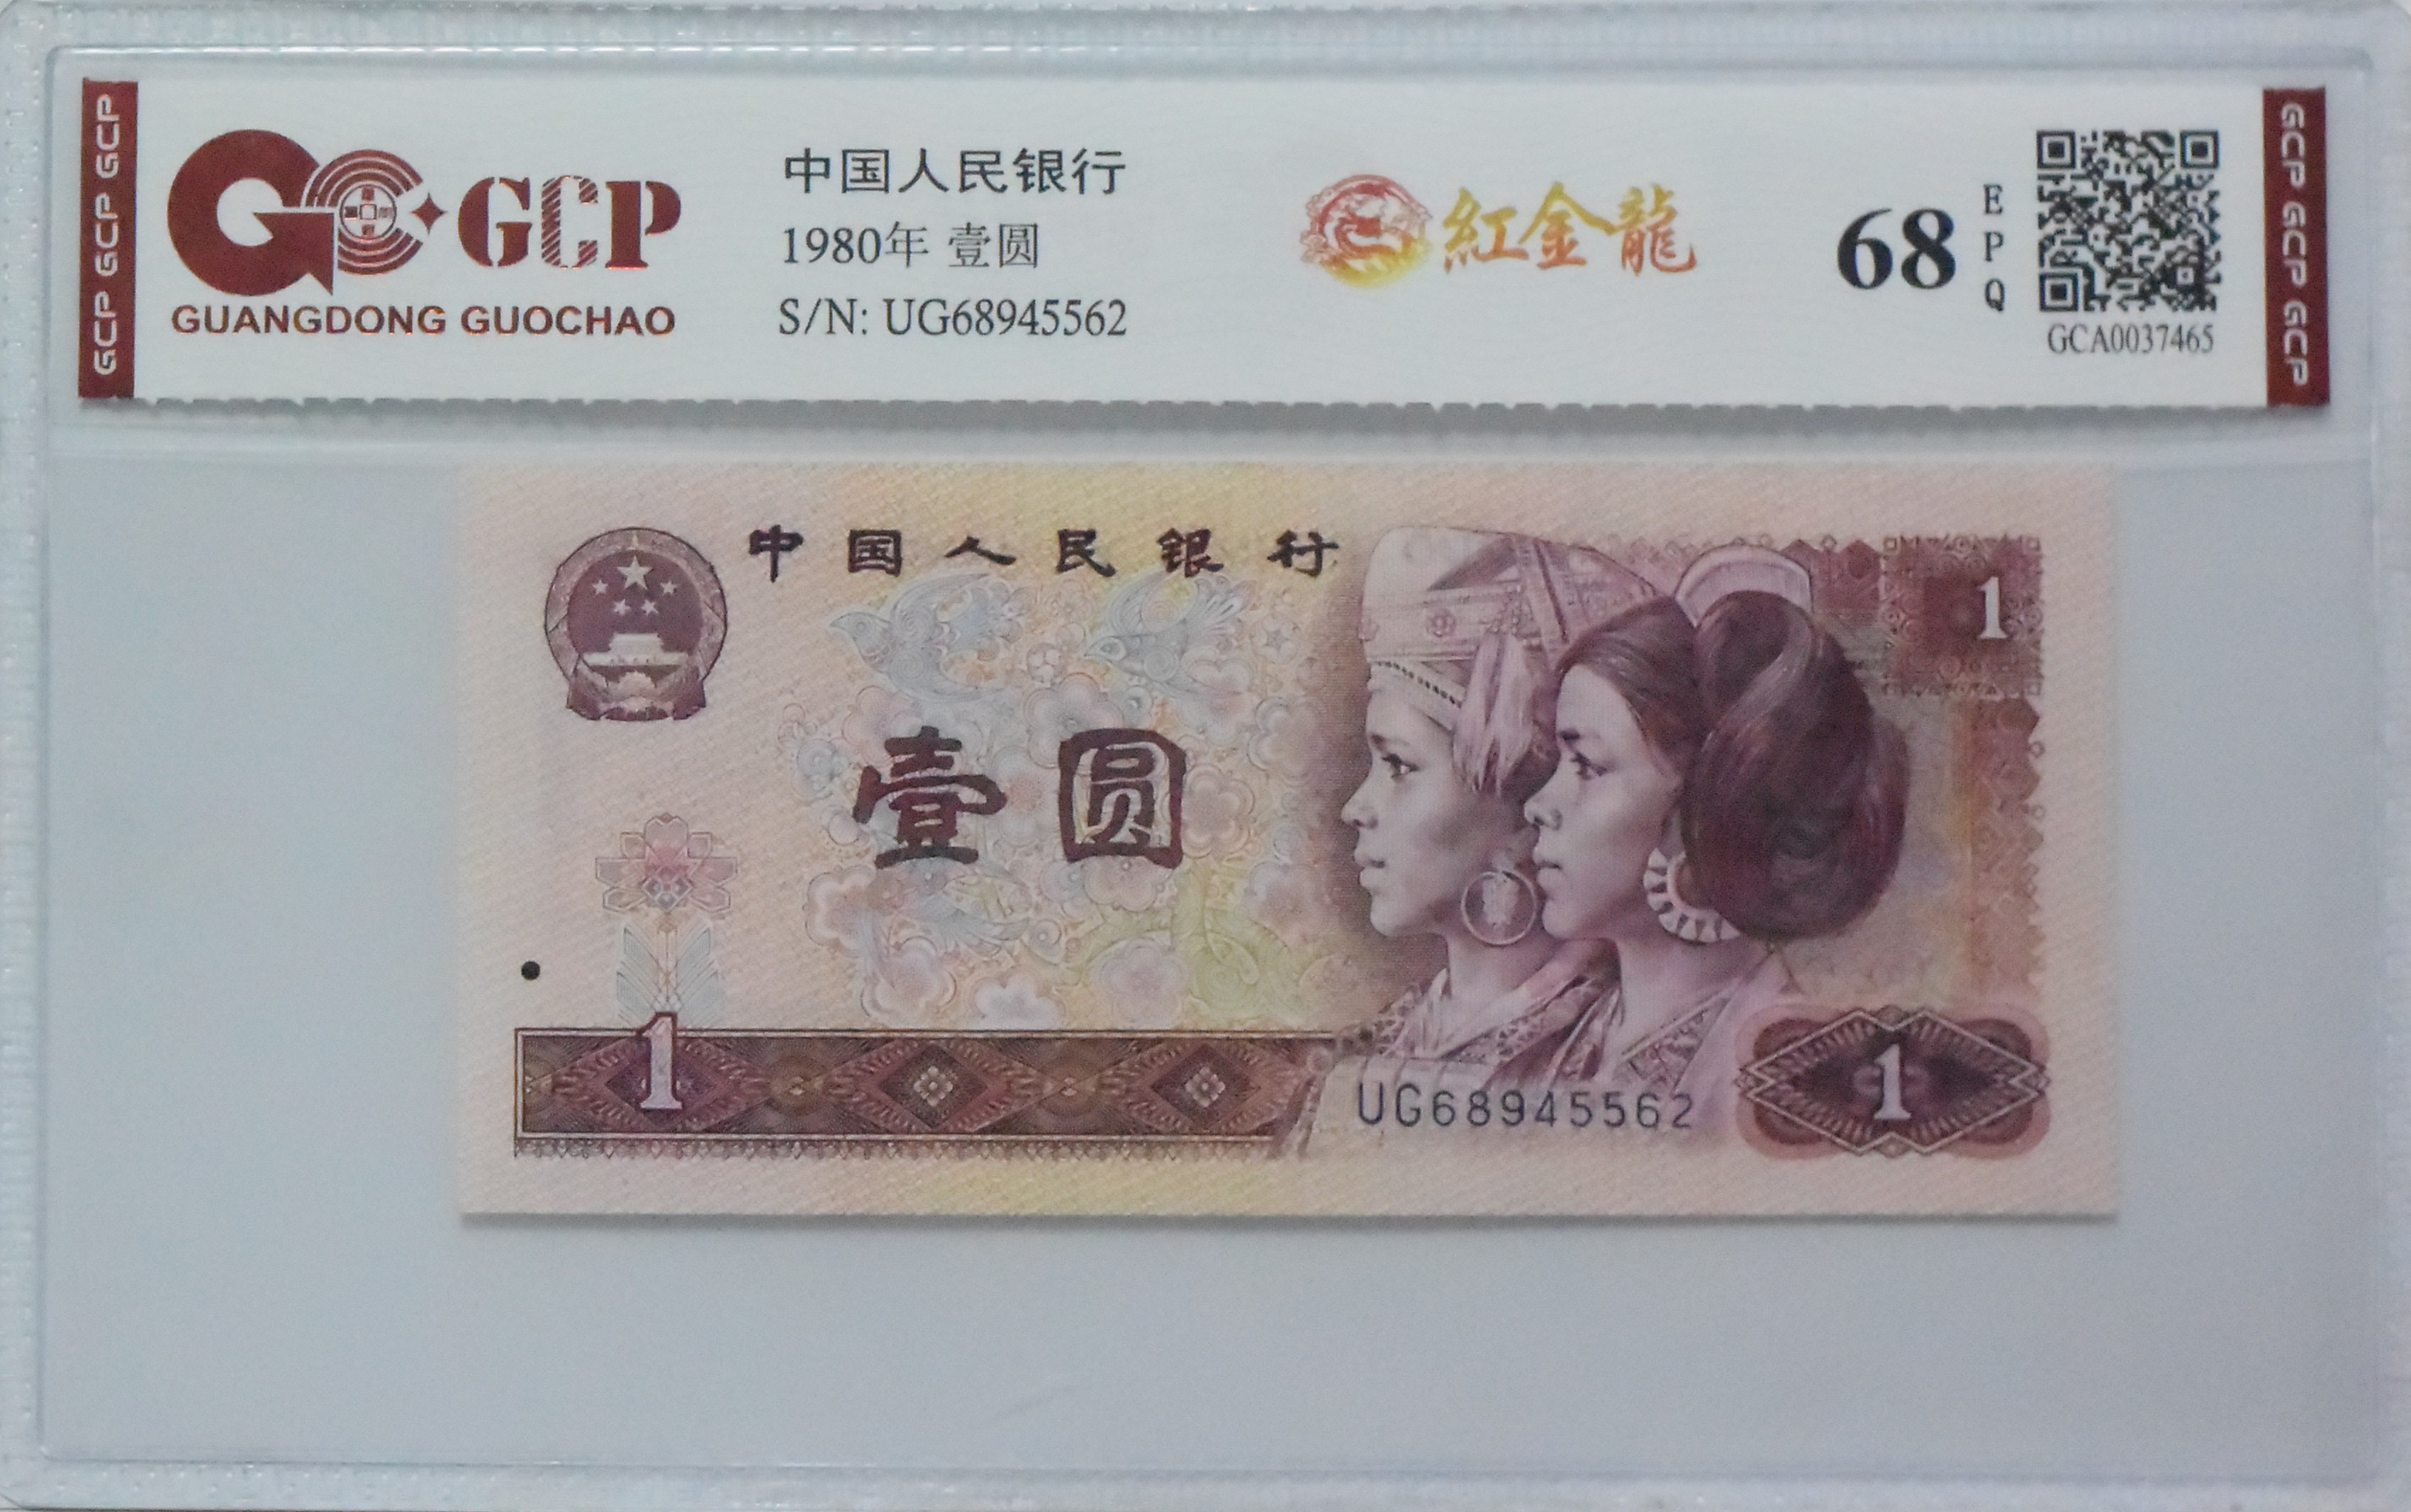 GCP GCP GCP
GCP
GUANGDONG GUOCHAO
中国人民银行
1980年 壹圆
S/N: UG68945562
紅金龍
68
EPQ
GCA0037465
GCP GCP GCP
中国人民银行
1
壹圆
1
UG68945562
1